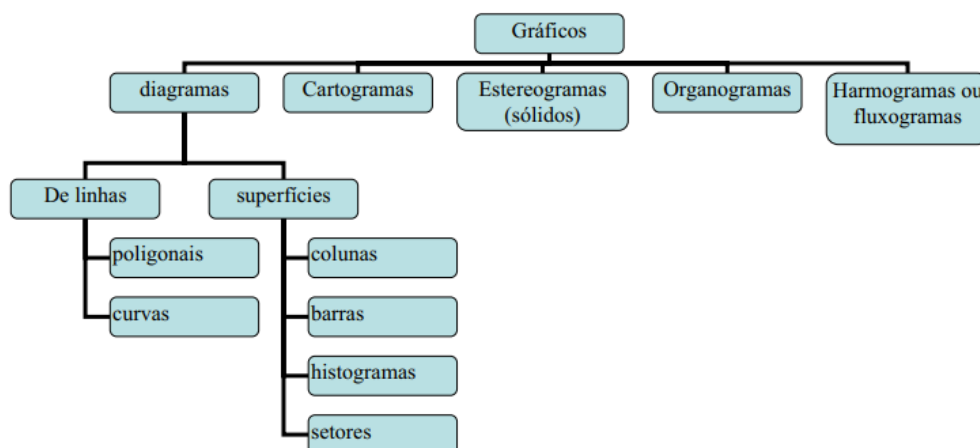 Gráficos
diagramas
Cartogramas
Estereogramas
(sólidos)
Organogramas
Harmogramas ou
fluxogramas
De linhas
superfícies
poligonais
colunas
curvas
barras
histogramas
setores